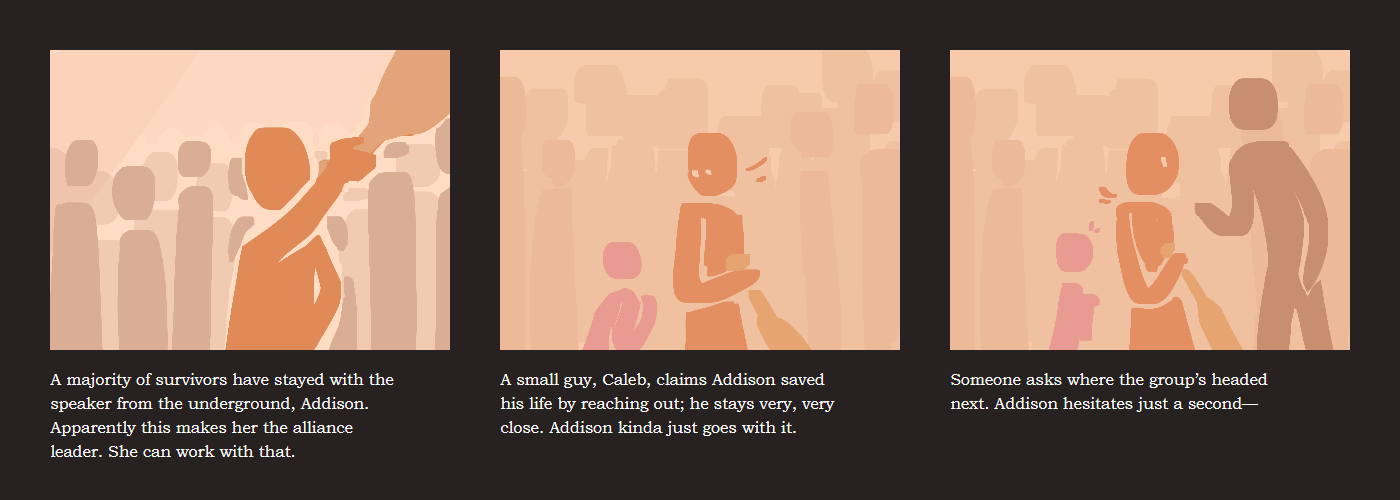 A majority of survivors have stayed with the
speaker from the underground, Addison.
Apparently this makes her the alliance
leader. She can work with that.
A small guy, Caleb, claims Addison saved
his life by reaching out; he stays very, very
close. Addison kinda just goes with it.
Someone asks where the group’s headed
next. Addison hesitates just a second—